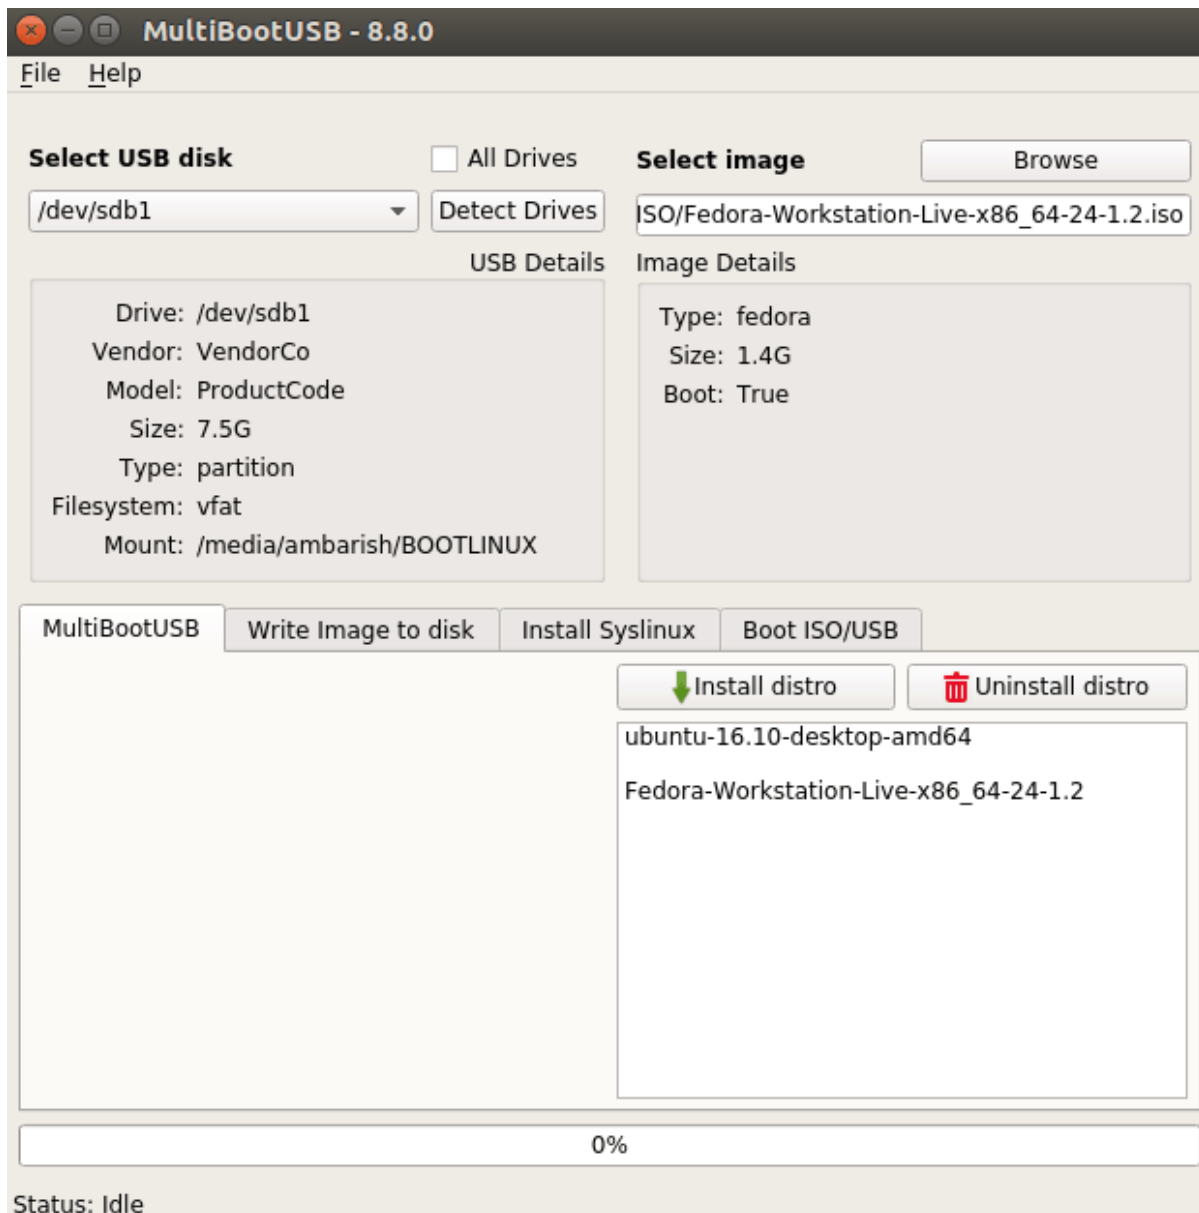 MultiBootUSB - 8.8.0
File Help
Select USB disk
All Drives
/dev/sdb1
Detect Drives
USB Details
Drive: /dev/sdb1
Vendor: VendorCo
Model: ProductCode
Size: 7.5G
Type: partition
Filesystem: vfat
Mount: /media/ambarish/BOOTLINUX
Select image
Browse
ISO/Fedora-Workstation-Live-x86_64-24-1.2.iso
Image Details
Type: fedora
Size: 1.4G
Boot: True
MultiBootUSB
Write Image to disk
Install Syslinux
Boot ISO/USB
Install distro
Uninstall distro
ubuntu-16.10-desktop-amd64
Fedora-Workstation-Live-x86_64-24-1.2
0%
Status: Idle